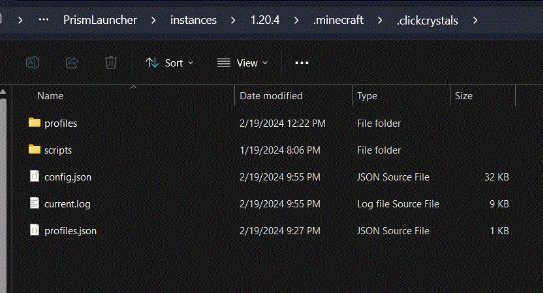 PrismLauncher > instances > 1.20.4 > .minecraft > .clickcrystals >
Sort View
Name Date modified Type Size
profiles 2/19/2024 12:22 PM File folder
scripts 1/19/2024 8:06 PM File folder
config.json 2/19/2024 9:55 PM JSON Source File 32 KB
current.log 2/19/2024 9:55 PM Log file Source File 9 KB
profiles.json 2/19/2024 9:27 PM JSON Source File 1 KB